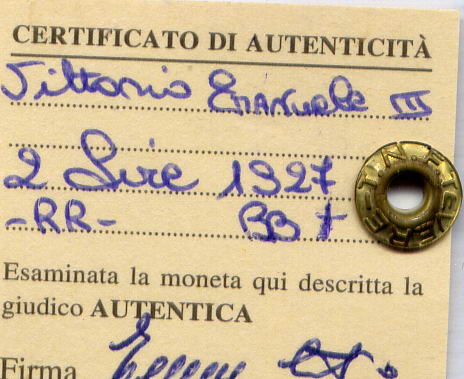 CERTIFICATO DI AUTENTICITÀ
Vittorio Emanuele III
2 Lire 1927
-RR- BB+
Esaminata la moneta qui descritta la
giudico AUTENTICA
Firma